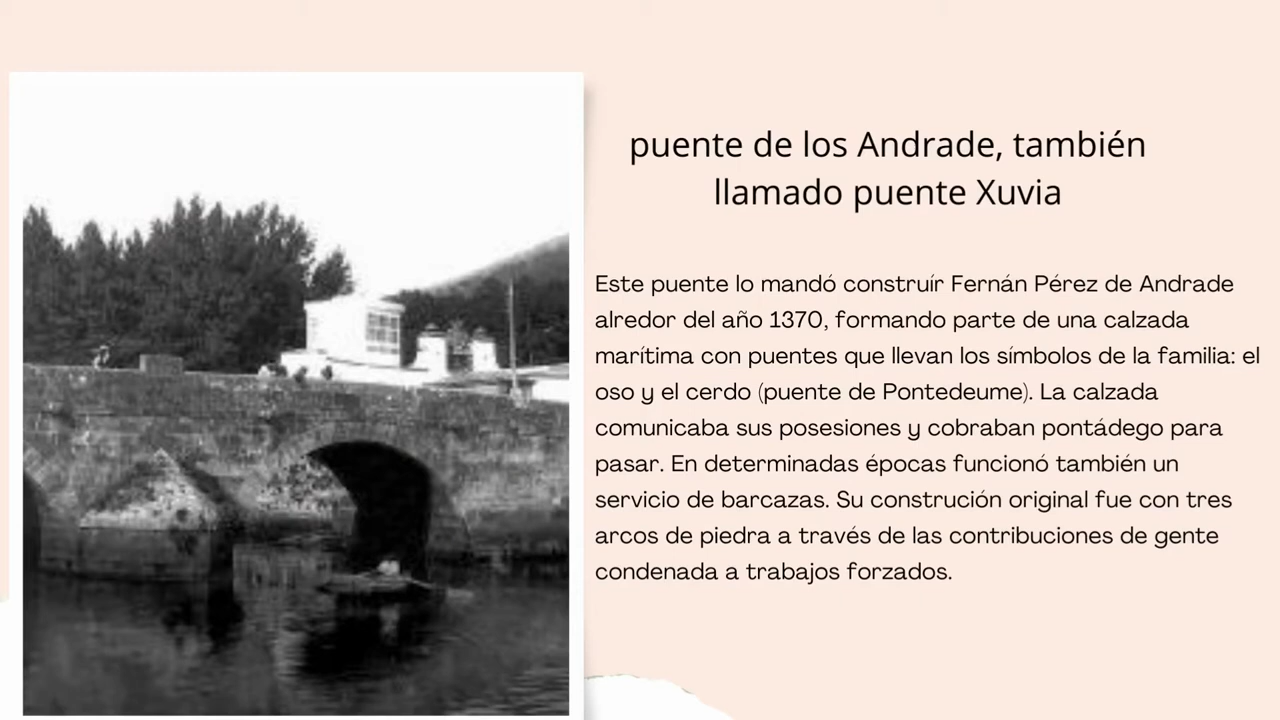 puente de los Andrade, también
llamado puente Xuvia
Este puente lo mandó construír Fernán Pérez de Andrade
alredor del año 1370, formando parte de una calzada
marítima con puentes que llevan los símbolos de la familia: el
oso y el cerdo (puente de Pontedeume). La calzada
comunicaba sus posesiones y cobraban pontádego para
pasar. En determinadas épocas funcionó también un
servicio de barcazas. Su construción original fue con tres
arcos de piedra a través de las contribuciones de gente
condenada a trabajos forzados.